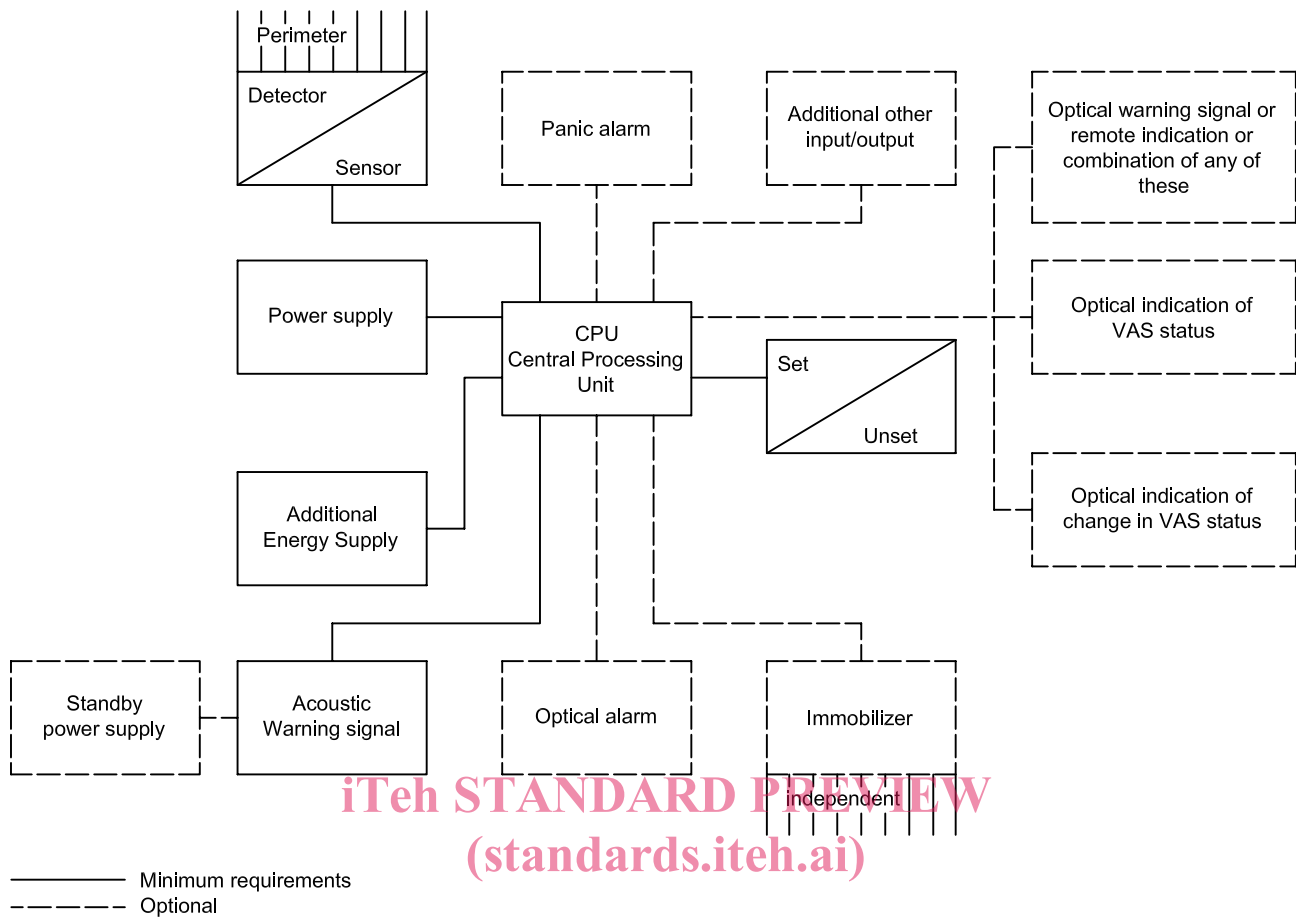 Perimeter
Detector
Sensor
Panic alarm
Additional other
input/output
Optical warning signal or
remote indication or
combination of any of
these
Power supply
CPU
Central Processing
Unit
Set
Unset
Optical indication of
VAS status
Additional
Energy Supply
Optical indication of
change in VAS status
Standby
power supply
Acoustic
Warning signal
Optical alarm
Immobilizer
independent
iTeh STANDARD PREVIEW
(standards.iteh.ai)
Minimum requirements
Optional